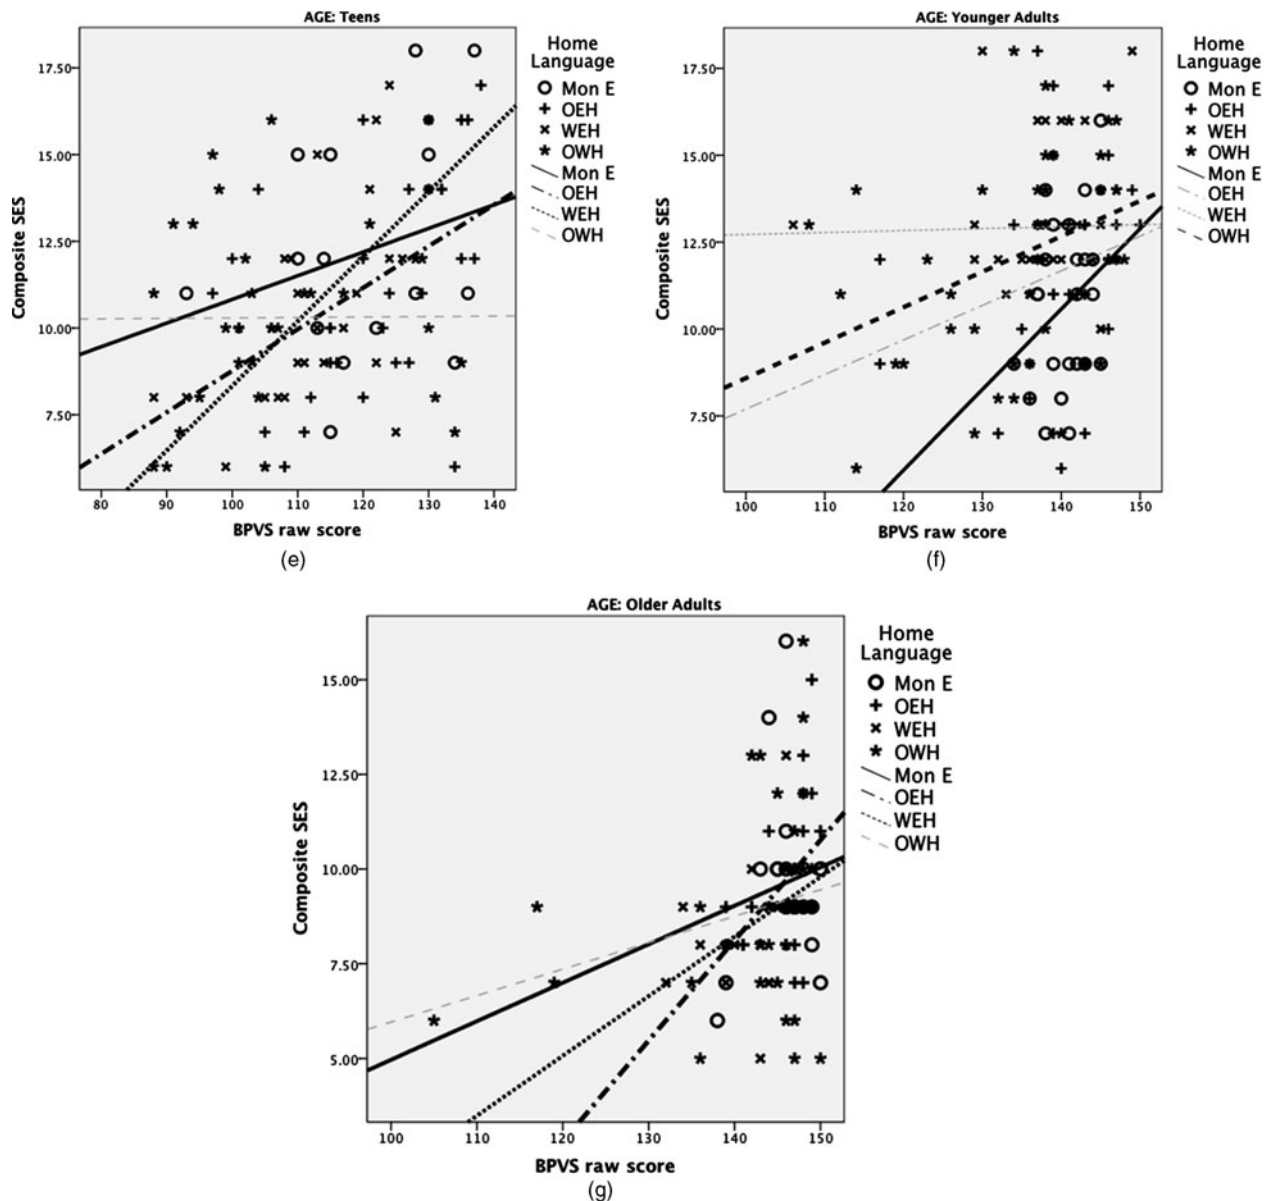 AGE: Teens
17.50
15.00
12.50
10.00
7.50
Composite SES
80 90 100 110 120 130 140
BPVS raw score
Home
Language
Mon E
OEH
WEH
OWH
Mon E
OEH
WEH
OWH
(e)
AGE: Younger Adults
17.50
15.00
12.50
10.00
7.50
Composite SES
100 110 120 130 140 150
BPVS raw score
Home
Language
Mon E
OEH
WEH
OWH
Mon E
OEH
WEH
OWH
(f)
AGE: Older Adults
15.00
12.50
10.00
7.50
5.00
Composite SES
100 110 120 130 140 150
BPVS raw score
Home
Language
Mon E
OEH
WEH
OWH
Mon E
OEH
WEH
OWH
(g)